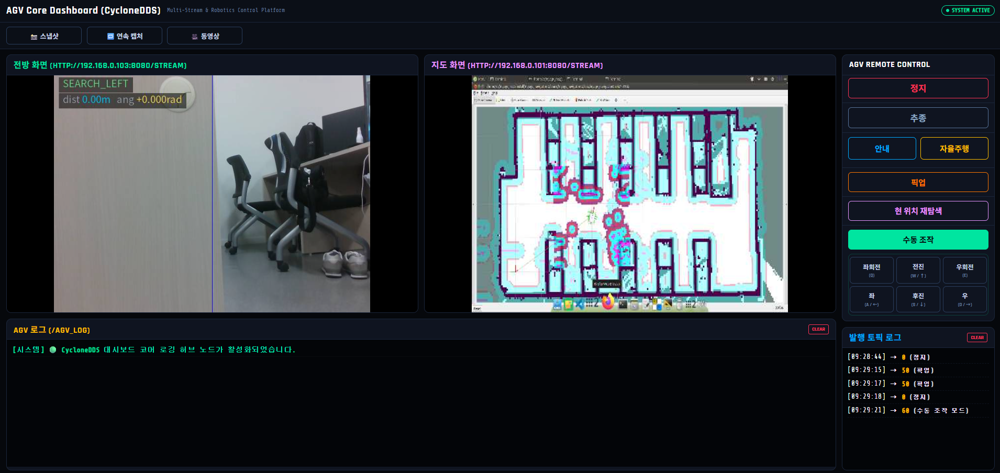 AGV Core Dashboard (CycloneDDS) Multi-Stream & Robotics Control Platform
● SYSTEM ACTIVE
스냅샷
연속 캡처
동영상
전방 화면 (HTTP://192.168.0.103:8080/STREAM)
SEARCH_LEFT
dist 0.00m ang +0.000rad
지도 화면 (HTTP://192.168.0.101:8080/STREAM)
AGV REMOTE CONTROL
정지
추종
안내
자율주행
픽업
현 위치 재탐색
수동 조작
좌회전
(Q)
전진
(W / ↑)
우회전
(E)
좌
(A / ←)
후진
(S / ↓)
우
(D / →)
AGV 로그 (/AGV_LOG)
CLEAR
[시스템] CycloneDDS 대시보드 코어 로깅 허브 노드가 활성화되었습니다.
발행 토픽 로그
CLEAR
[09:28:44] → 0 (정지)
[09:29:15] → 50 (픽업)
[09:29:17] → 50 (픽업)
[09:29:18] → 0 (정지)
[09:29:21] → 60 (수동 조작 모드)